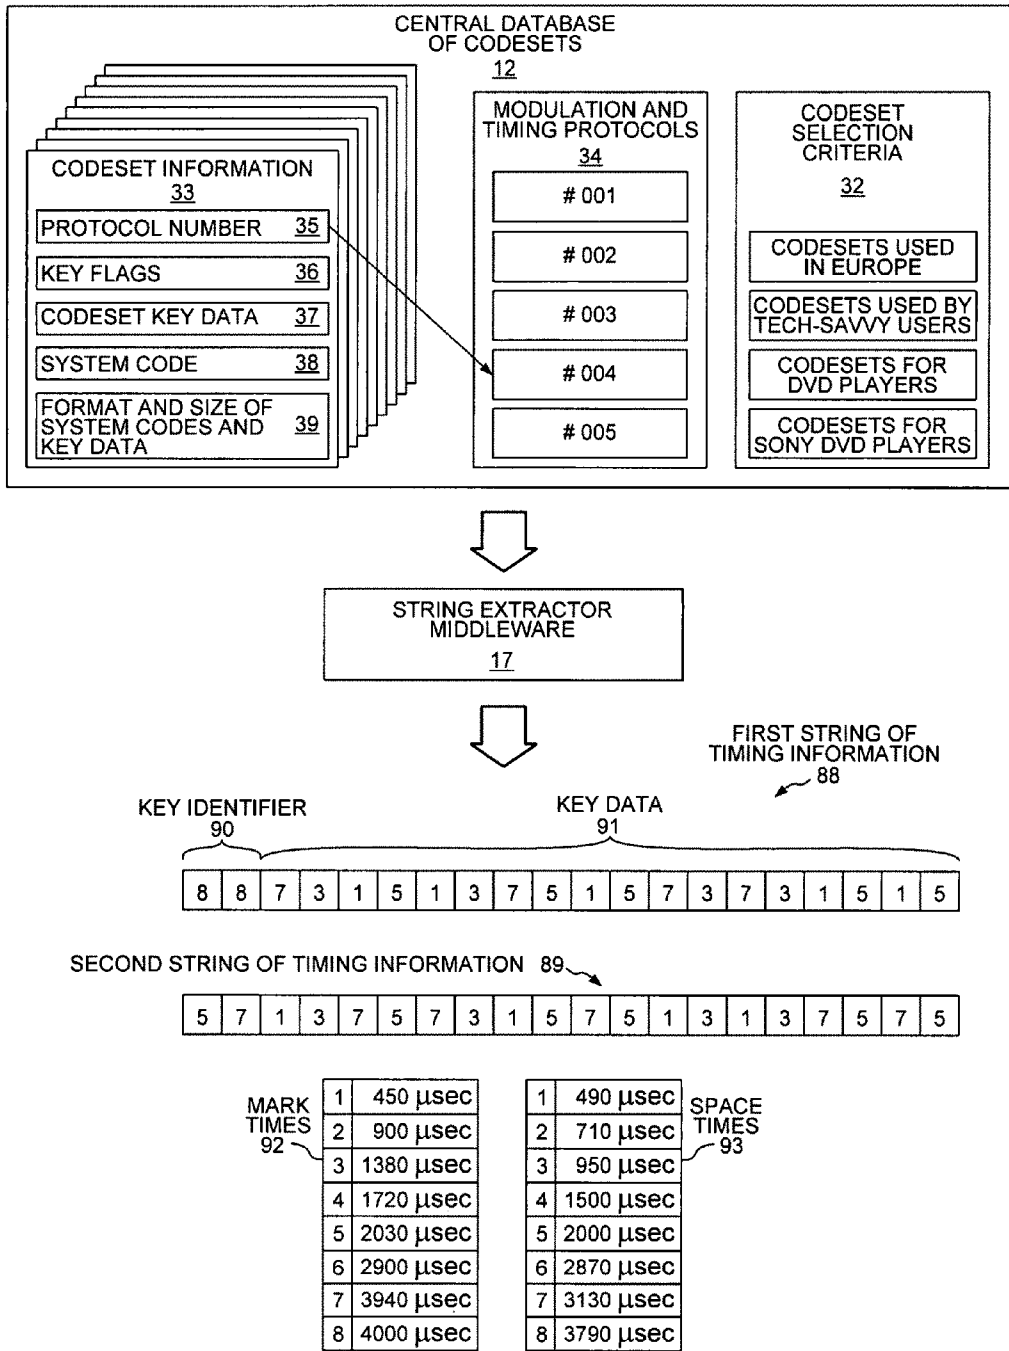 CENTRAL DATABASE
OF CODESETS
12
CODESET INFORMATION
33
PROTOCOL NUMBER 35
KEY FLAGS 36
CODESET KEY DATA 37
SYSTEM CODE 38
FORMAT AND SIZE OF
SYSTEM CODES AND 39
KEY DATA
MODULATION AND
TIMING PROTOCOLS
34
# 001
# 002
# 003
# 004
# 005
CODESET
SELECTION
CRITERIA
32
CODESETS USED
IN EUROPE
CODESETS USED BY
TECH-SAVVY USERS
CODESETS FOR
DVD PLAYERS
CODESETS FOR
SONY DVD PLAYERS
STRING EXTRACTOR
MIDDLEWARE
17
FIRST STRING OF
TIMING INFORMATION
88
KEY IDENTIFIER
90
KEY DATA
91
8 8 7 3 1 5 1 3 7 5 1 5 7 3 7 3 1 5 1 5
SECOND STRING OF TIMING INFORMATION 89
5 7 1 3 7 5 7 3 1 5 7 5 1 3 1 3 7 5 7 5
MARK
TIMES
92
1 450 μsec
2 900 μsec
3 1380 μsec
4 1720 μsec
5 2030 μsec
6 2900 μsec
7 3940 μsec
8 4000 μsec
1 490 μsec
2 710 μsec
3 950 μsec
4 1500 μsec
5 2000 μsec
6 2870 μsec
7 3130 μsec
8 3790 μsec
SPACE
TIMES
93